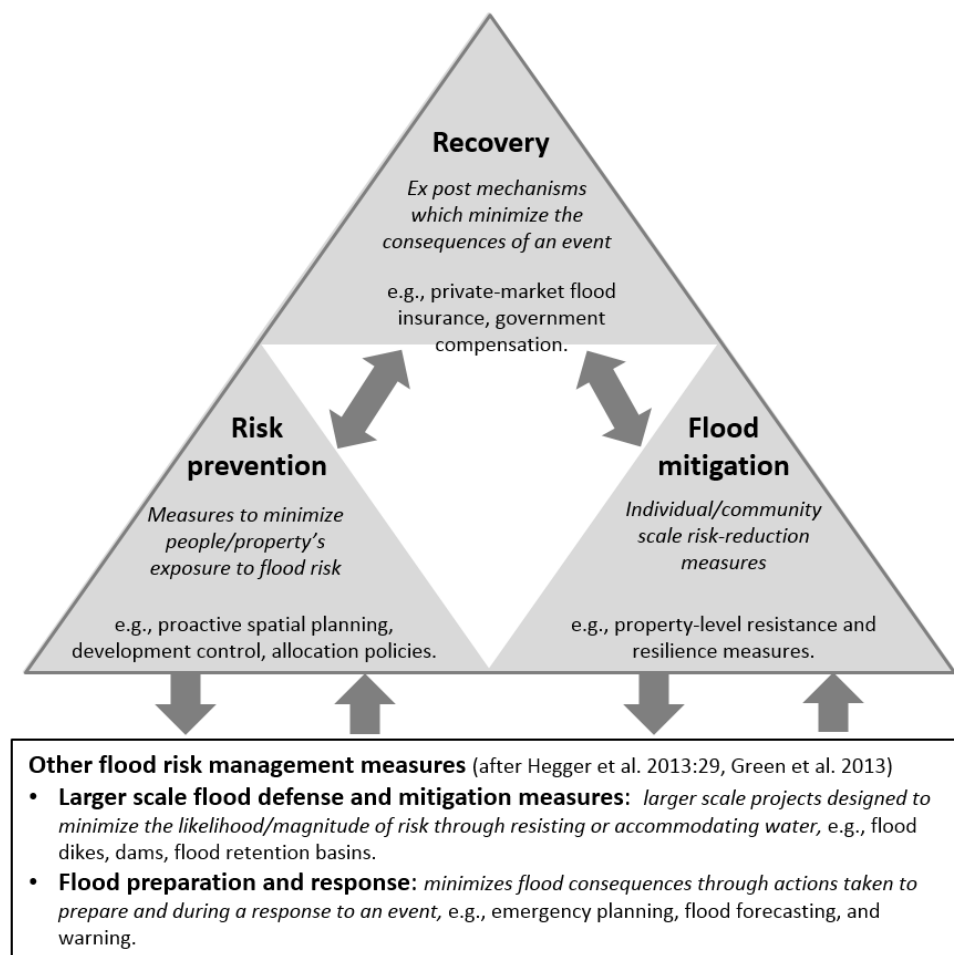 Recovery
Ex post mechanisms
which minimize the
consequences of an event
e.g., private-market flood
insurance, government
compensation.
Risk
prevention
Measures to minimize
people/property's
exposure to flood risk
e.g., proactive spatial planning,
development control, allocation policies.
Flood
mitigation
Individual/community
scale risk-reduction
measures
e.g., property-level resistance and
resilience measures.
Other flood risk management measures (after Hegger et al. 2013:29, Green et al. 2013)
• Larger scale flood defense and mitigation measures: larger scale projects designed to
minimize the likelihood/magnitude of risk through resisting or accommodating water, e.g., flood
dikes, dams, flood retention basins.
• Flood preparation and response: minimizes flood consequences through actions taken to
prepare and during a response to an event, e.g., emergency planning, flood forecasting, and
warning.